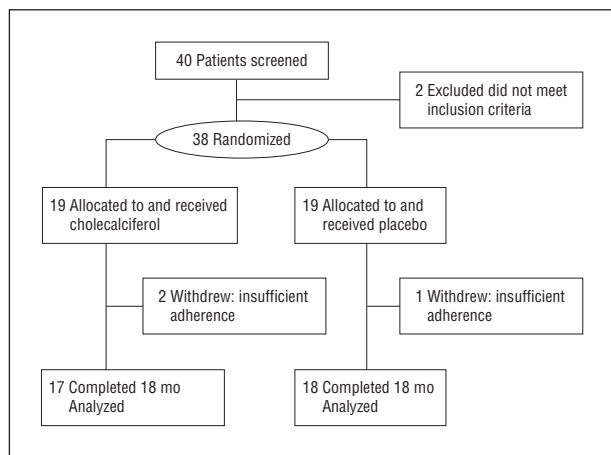 40 Patients screened
2 Excluded did not meet
inclusion criteria
38 Randomized
19 Allocated to and received
cholecalciferol
19 Allocated to and
received placebo
2 Withdrew: insufficient
adherence
1 Withdrew: insufficient
adherence
17 Completed 18 mo
Analyzed
18 Completed 18 mo
Analyzed